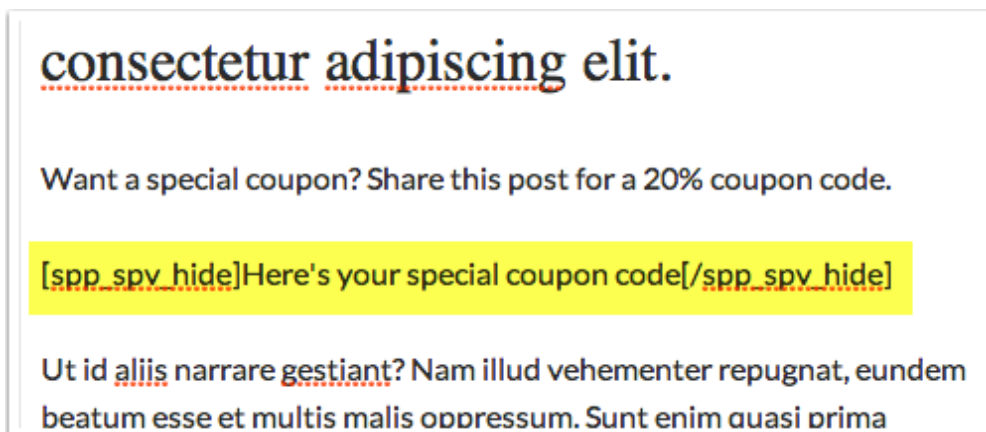 consectetur adipiscing elit.
Want a special coupon? Share this post for a 20% coupon code.
[spp_spv_hide]Here's your special coupon code[/spp_spv_hide]
Ut id aliis narrare gestiant? Nam illud vehementer repugnat, eundem
beatum esse et multis malis oppressum. Sunt enim quasi prima